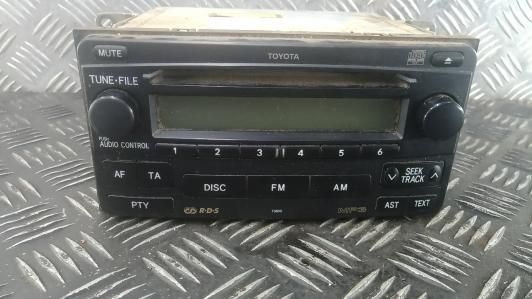 MUTE TOYOTA
TUNE·FILE
PUSH
AUDIO CONTROL
1 2 3 4 5 6
AF TA
DISC FM AM
SEEK
TRACK
PTY R·D·S MP3 AST TEXT